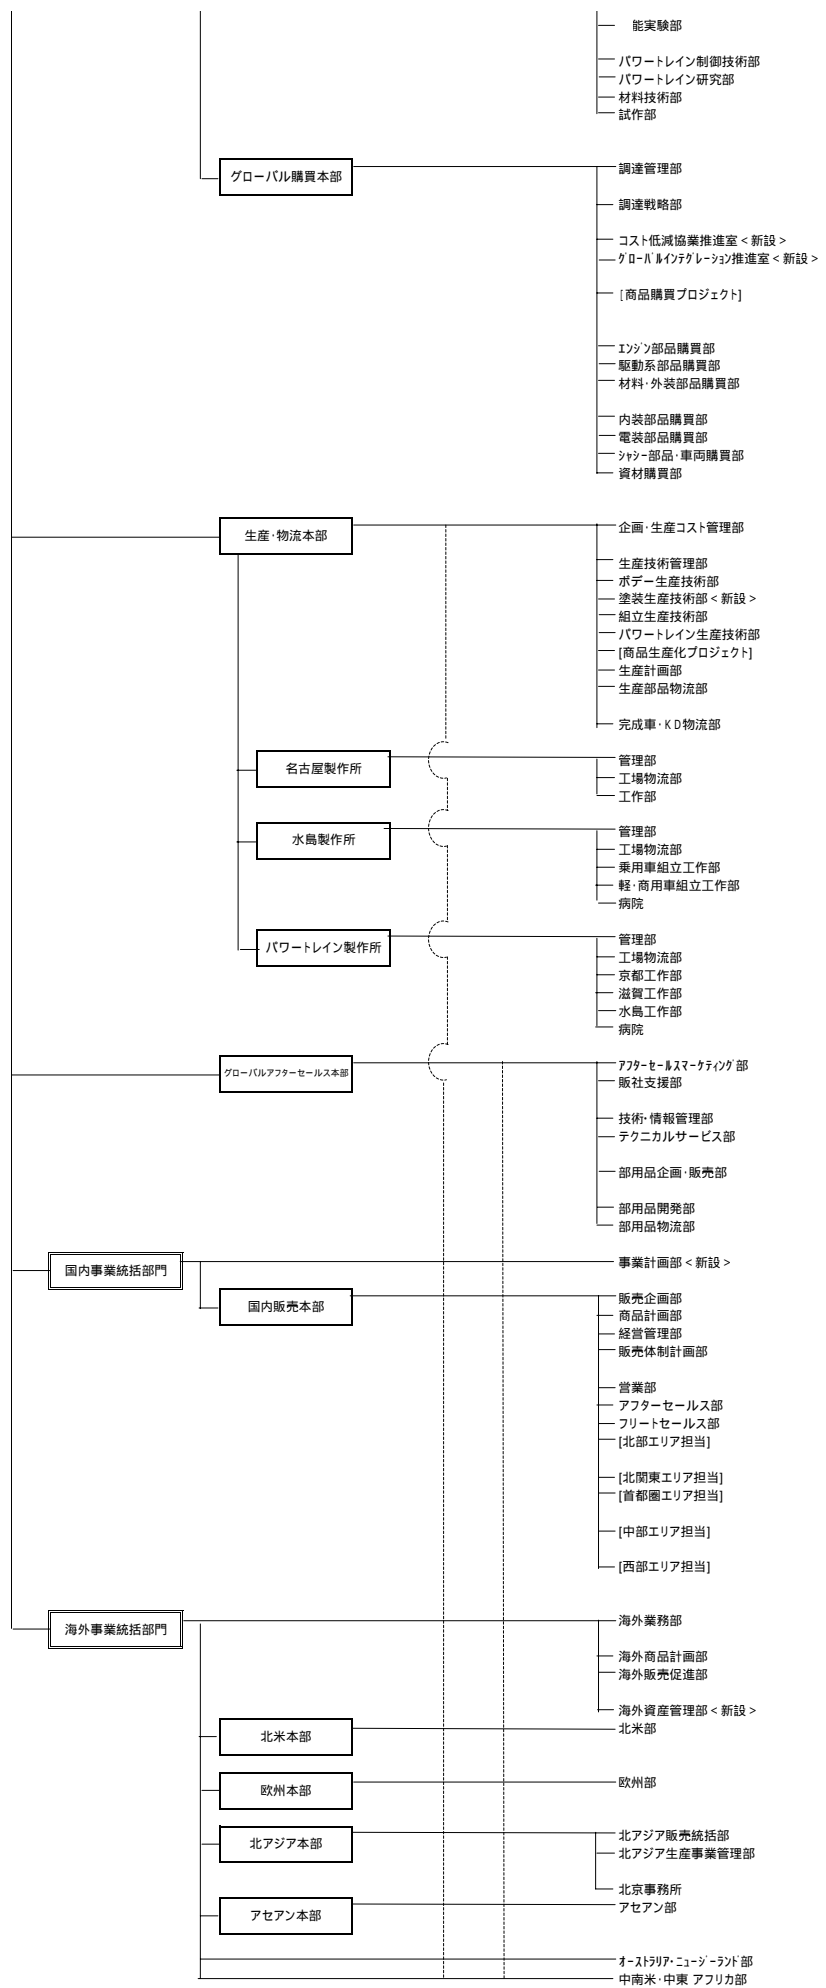 能実験部
パワートレイン制御技術部
パワートレイン研究部
材料技術部
試作部
グローバル購買本部
調達管理部
調達戦略部
コスト低減協業推進室＜新設＞
グローバルインテグレーション推進室＜新設＞
[商品購買プロジェクト]
エンジン部品購買部
駆動系部品購買部
材料・外装部品購買部
内装部品購買部
電装部品購買部
シャシー部品・車両購買部
資材購買部
生産・物流本部
企画・生産コスト管理部
生産技術管理部
ボデー生産技術部
塗装生産技術部＜新設＞
組立生産技術部
パワートレイン生産技術部
[商品生産化プロジェクト]
生産計画部
生産部品物流部
完成車・ＫＤ物流部
名古屋製作所
管理部
工場物流部
工作部
水島製作所
管理部
工場物流部
乗用車組立工作部
軽・商用車組立工作部
病院
パワートレイン製作所
管理部
工場物流部
京都工作部
滋賀工作部
水島工作部
病院
グローバルアフターセールス本部
アフターセールスマーケティング部
販社支援部
技術・情報管理部
テクニカルサービス部
部用品企画・販売部
部用品開発部
部用品物流部
国内事業統括部門
事業計画部＜新設＞
国内販売本部
販売企画部
商品計画部
経営管理部
販売体制計画部
営業部
アフターセールス部
フリートセールス部
[北部エリア担当]
[北関東エリア担当]
[首都圏エリア担当]
[中部エリア担当]
[西部エリア担当]
海外事業統括部門
海外業務部
海外商品計画部
海外販売促進部
海外資産管理部＜新設＞
北米本部
北米部
欧州本部
欧州部
北アジア本部
北アジア販売統括部
北アジア生産事業管理部
北京事務所
アセアン本部
アセアン部
オーストラリア・ニュージーランド部
中南米・中東 アフリカ部